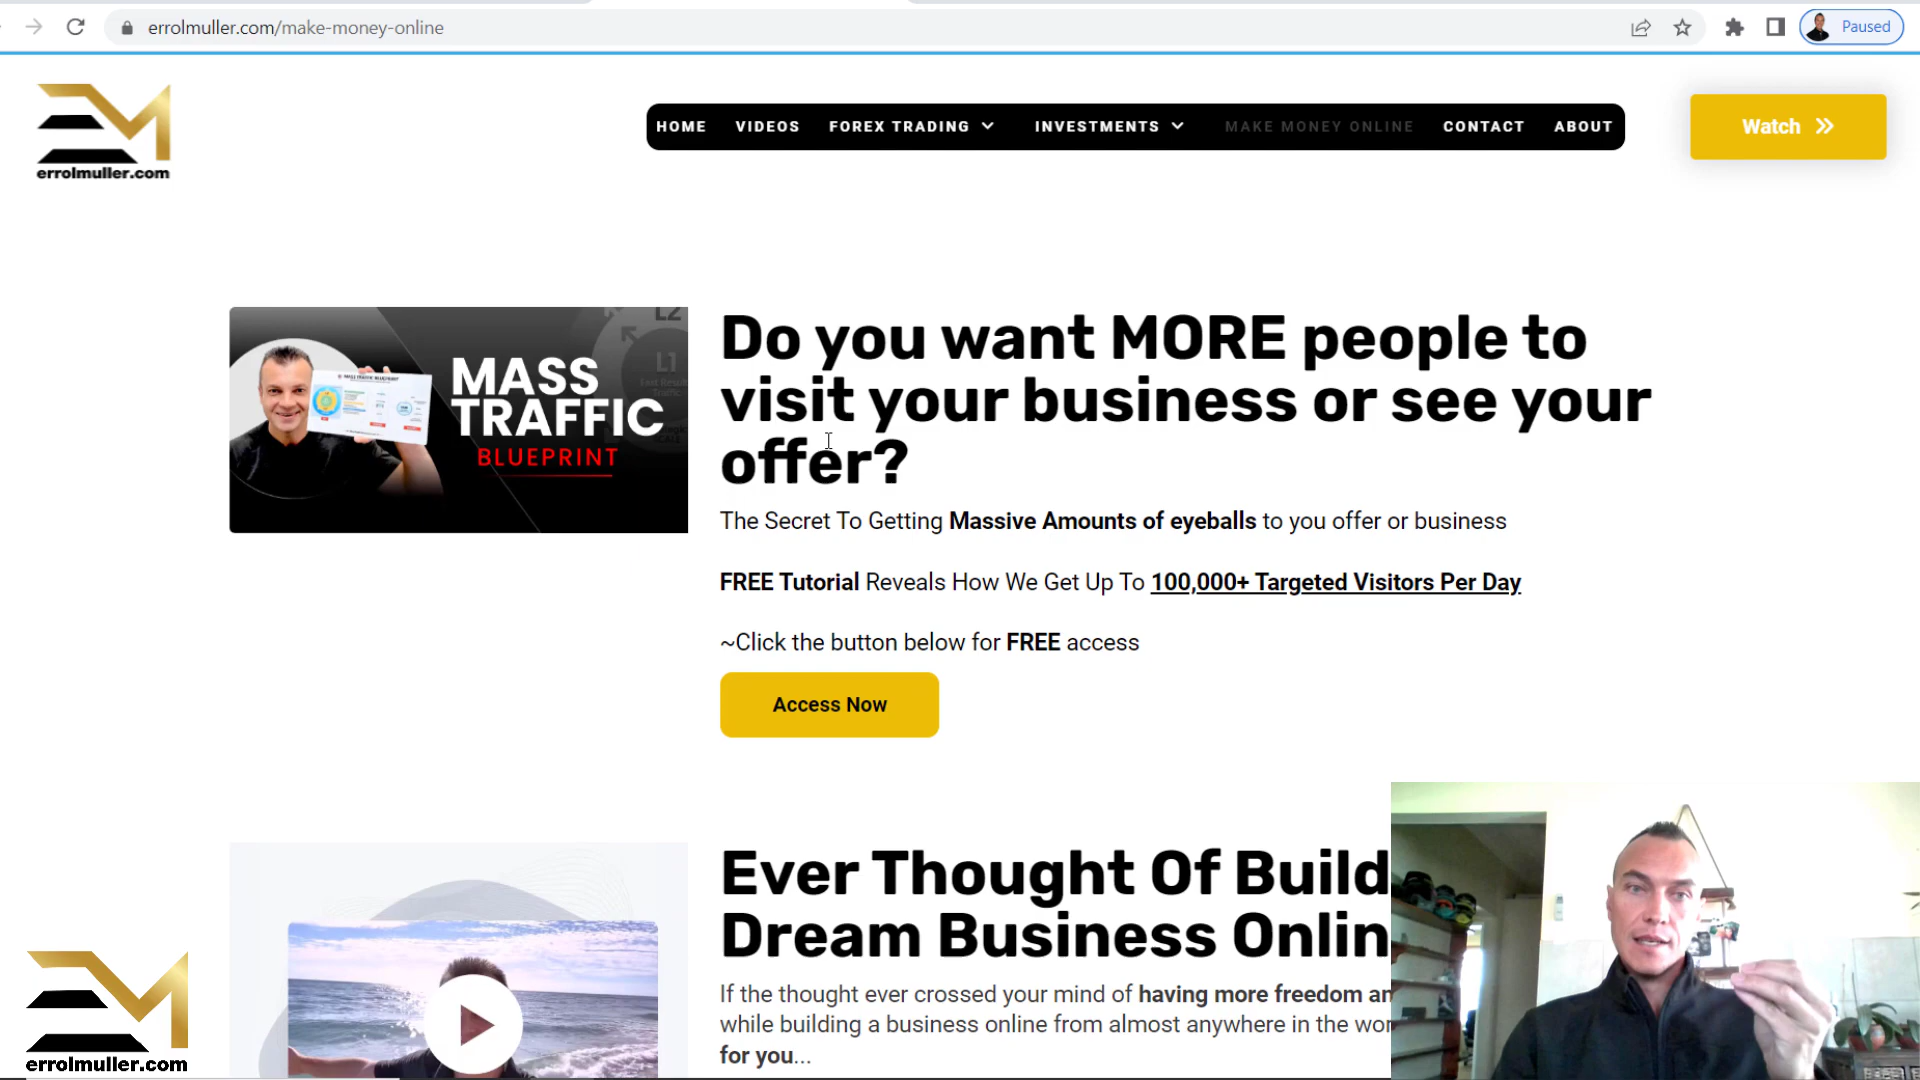 errolmuller.com/make-money-online
Paused
errolmuller.com
HOME VIDEOS FOREX TRADING INVESTMENTS MAKE MONEY ONLINE CONTACT ABOUT
Watch
MASS
TRAFFIC
BLUEPRINT
L2
L1
Do you want MORE people to
visit your business or see your
offer?
The Secret To Getting Massive Amounts of eyeballs to you offer or business
FREE Tutorial Reveals How We Get Up To 100,000+ Targeted Visitors Per Day
~Click the button below for FREE access
Access Now
Ever Thought Of Build
Dream Business Onlin
If the thought ever crossed your mind of having more freedom an
while building a business online from almost anywhere in the wor
for you...
errolmuller.com